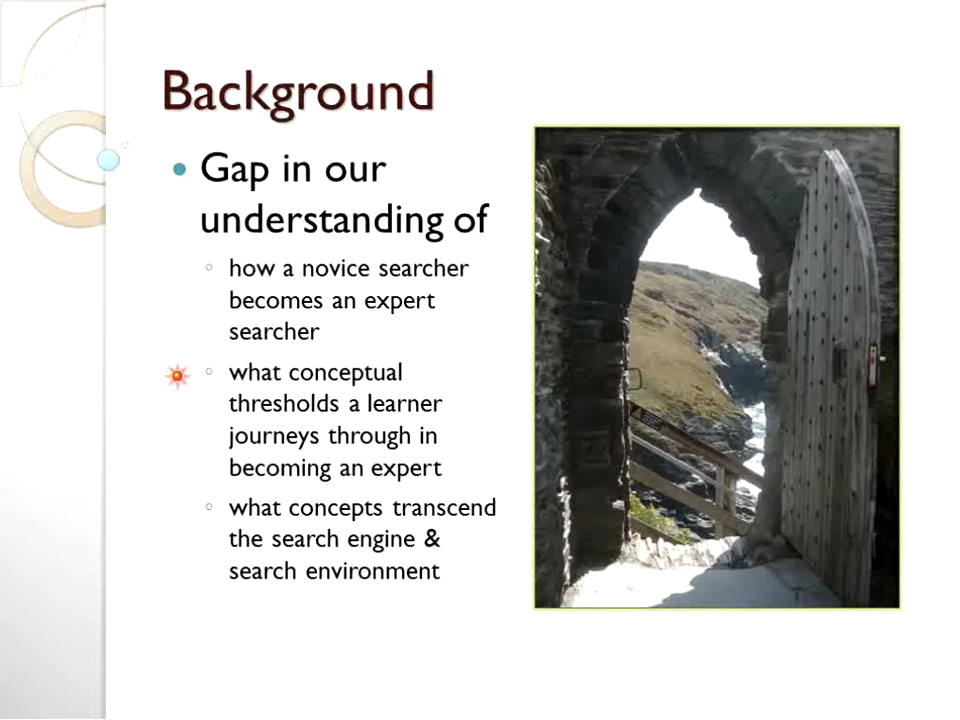 Background
• Gap in our
understanding of
◦ how a novice searcher
becomes an expert
searcher
◦ what conceptual
thresholds a learner
journeys through in
becoming an expert
◦ what concepts transcend
the search engine &
search environment